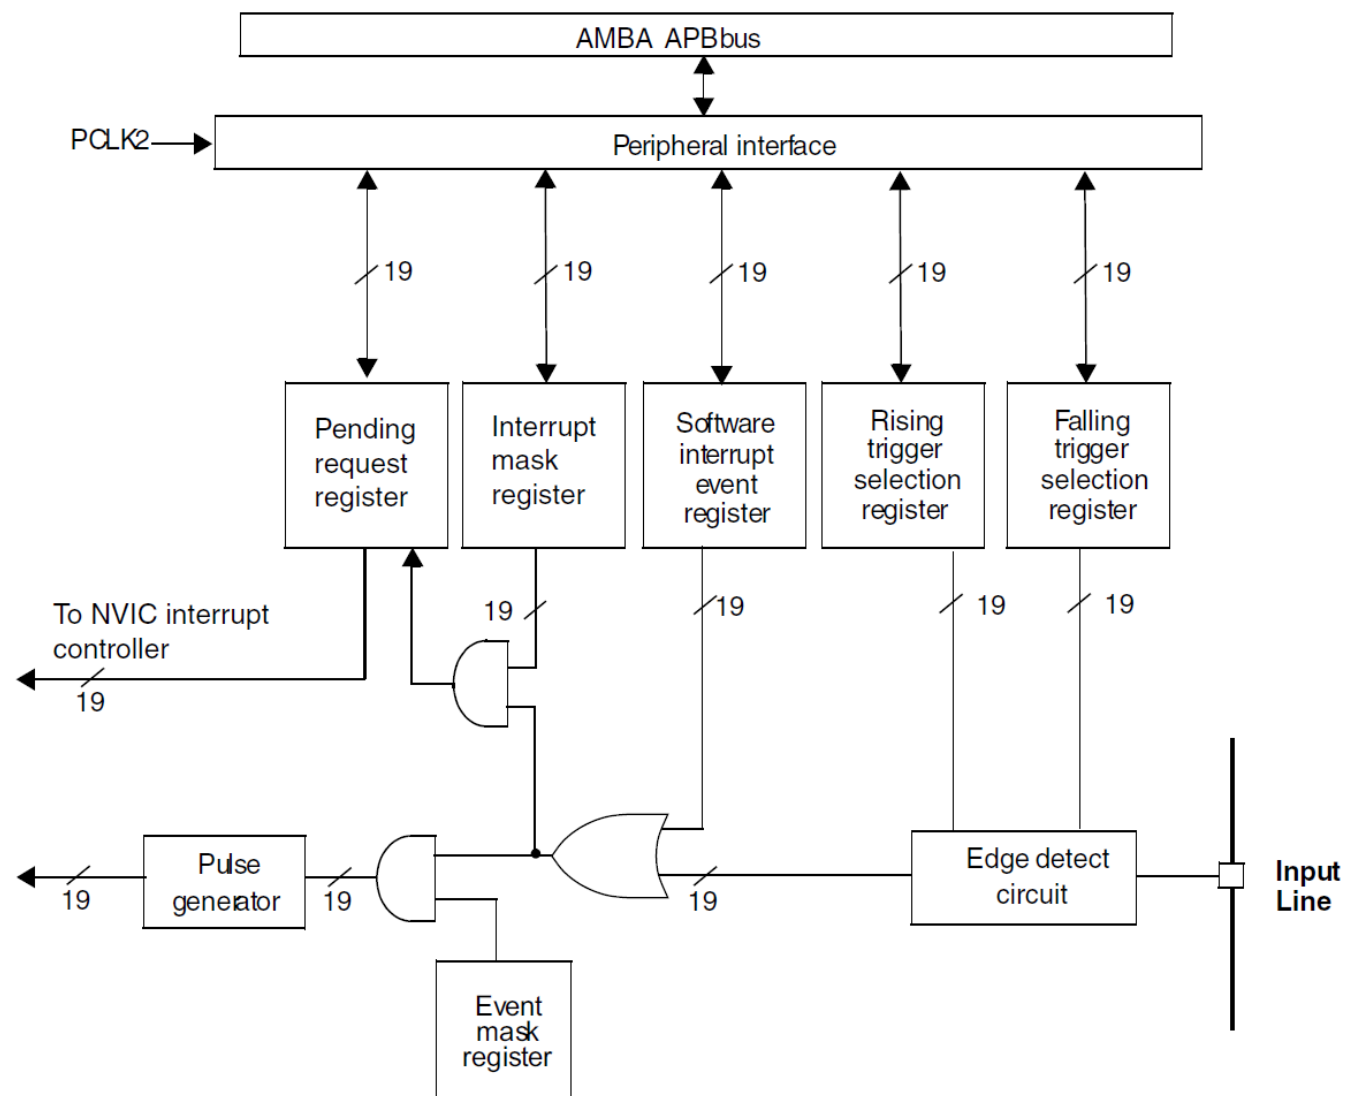 AMBA APB bus
PCLK2
Peripheral interface
19
19
19
19
19
Pending
request
register
Interrupt
mask
register
Software
interrupt
event
register
Rising
trigger
selection
register
Falling
trigger
selection
register
To NVIC interrupt
controller
19
19
19
19
19
Pulse
generator
19
19
19
Edge detect
circuit
Input
Line
Event
mask
register